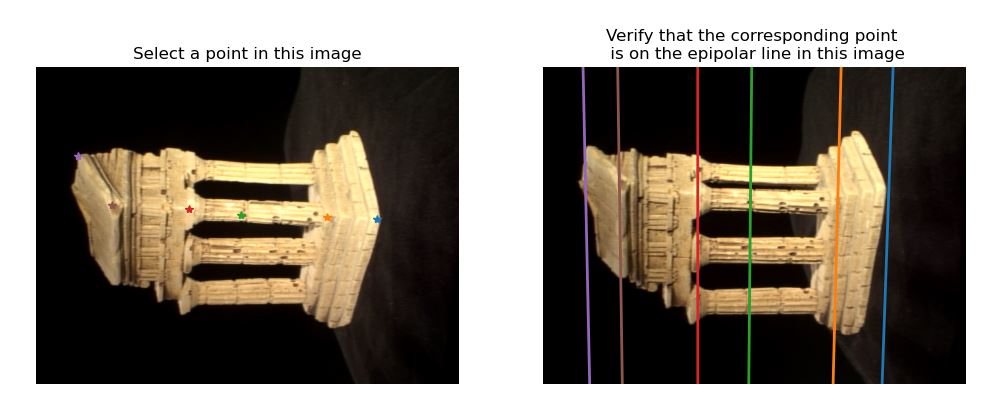 Select a point in this image
Verify that the corresponding point
is on the epipolar line in this image